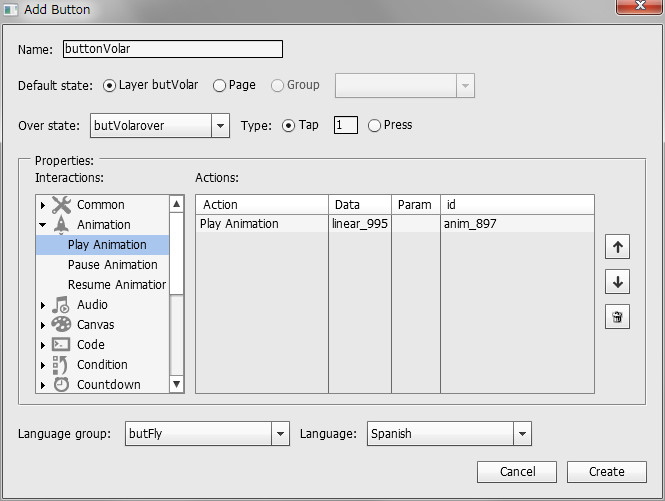 Add Button
Name: buttonVolar
Default state: Layer butVolar Page Group
Over state: butVolarover Type: Tap 1 Press
Properties:
Interactions: Actions:
Common
Animation
Play Animation
Pause Animation
Resume Animation
Audio
Canvas
Code
Condition
Countdown
Action Data Param id
Play Animation linear_995 anim_897
Language group: butFly Language: Spanish
Cancel Create